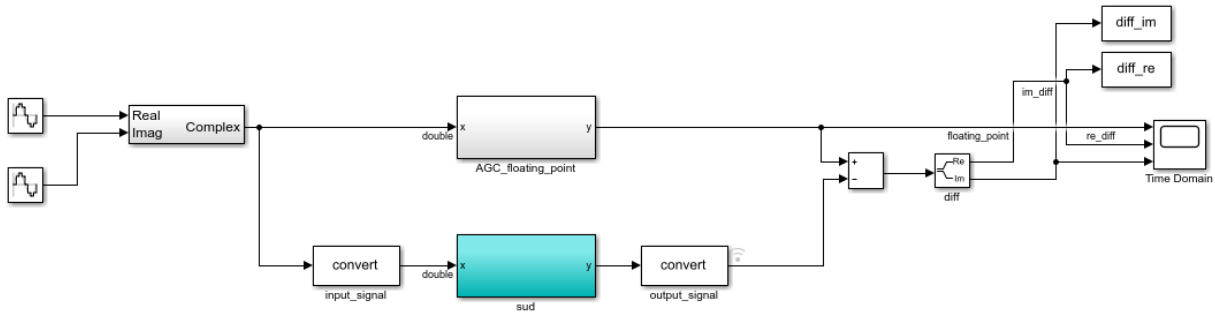 diff_im
diff_re
im_diff
Real
Imag
Complex
double
x
y
AGC_floating_point
floating_point
re_diff
Time Domain
+
−
Re
Im
diff
convert
input_signal
double
x
y
sud
convert
output_signal